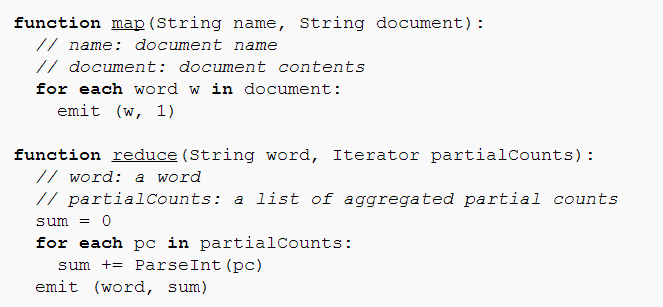 function map(String name, String document):
// name: document name
// document: document contents
for each word w in document:
emit (w, 1)
function reduce(String word, Iterator partialCounts):
// word: a word
// partialCounts: a list of aggregated partial counts
sum = 0
for each pc in partialCounts:
sum += ParseInt(pc)
emit (word, sum)